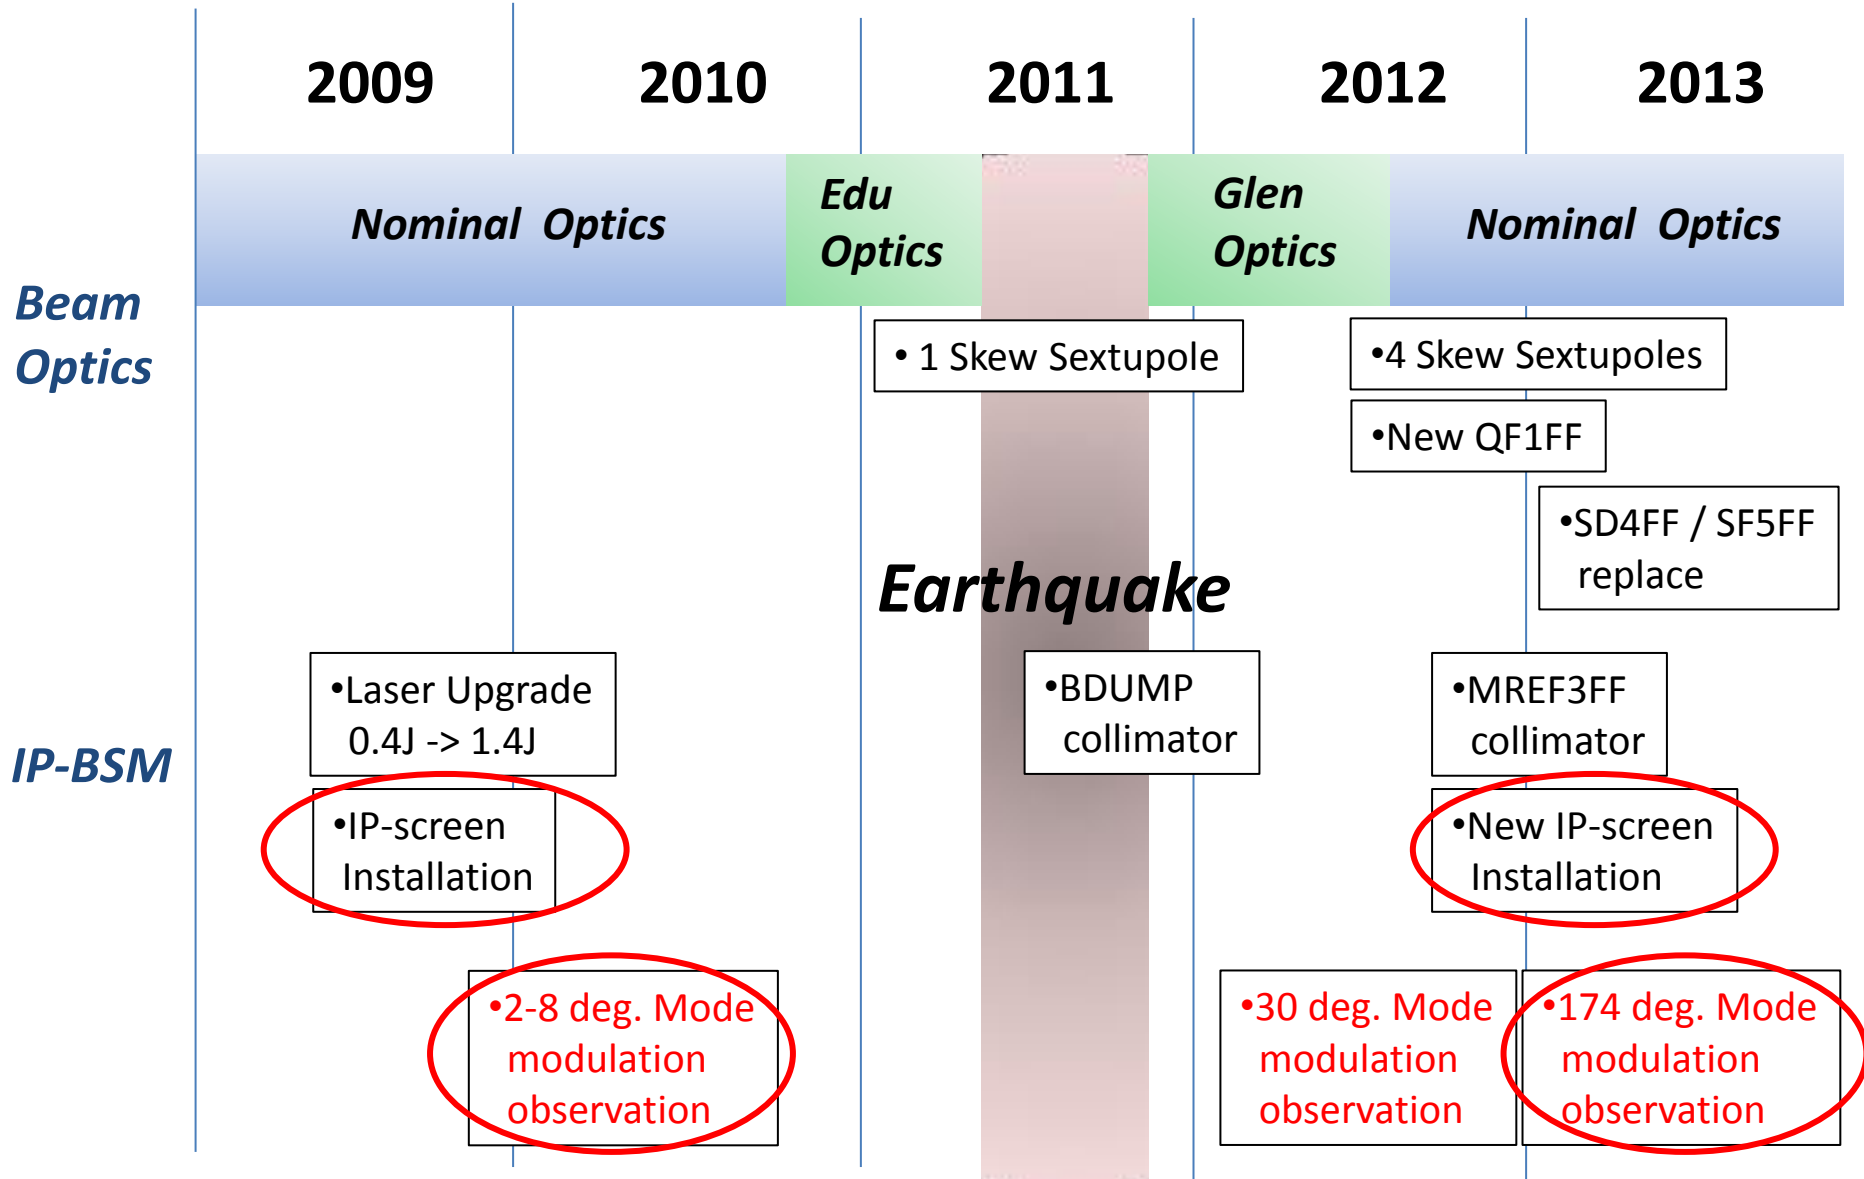 2009 2010 2011 2012 2013
Nominal Optics
Edu
Optics
Glen
Optics
Nominal Optics
Beam
Optics
• 1 Skew Sextupole
•4 Skew Sextupoles
•New QF1FF
•SD4FF / SF5FF
replace
Earthquake
IP-BSM
•Laser Upgrade
0.4J -> 1.4J
•BDUMP
collimator
•MREF3FF
collimator
•IP-screen
Installation
•New IP-screen
Installation
•2-8 deg. Mode
modulation
observation
•30 deg. Mode
modulation
observation
•174 deg. Mode
modulation
observation